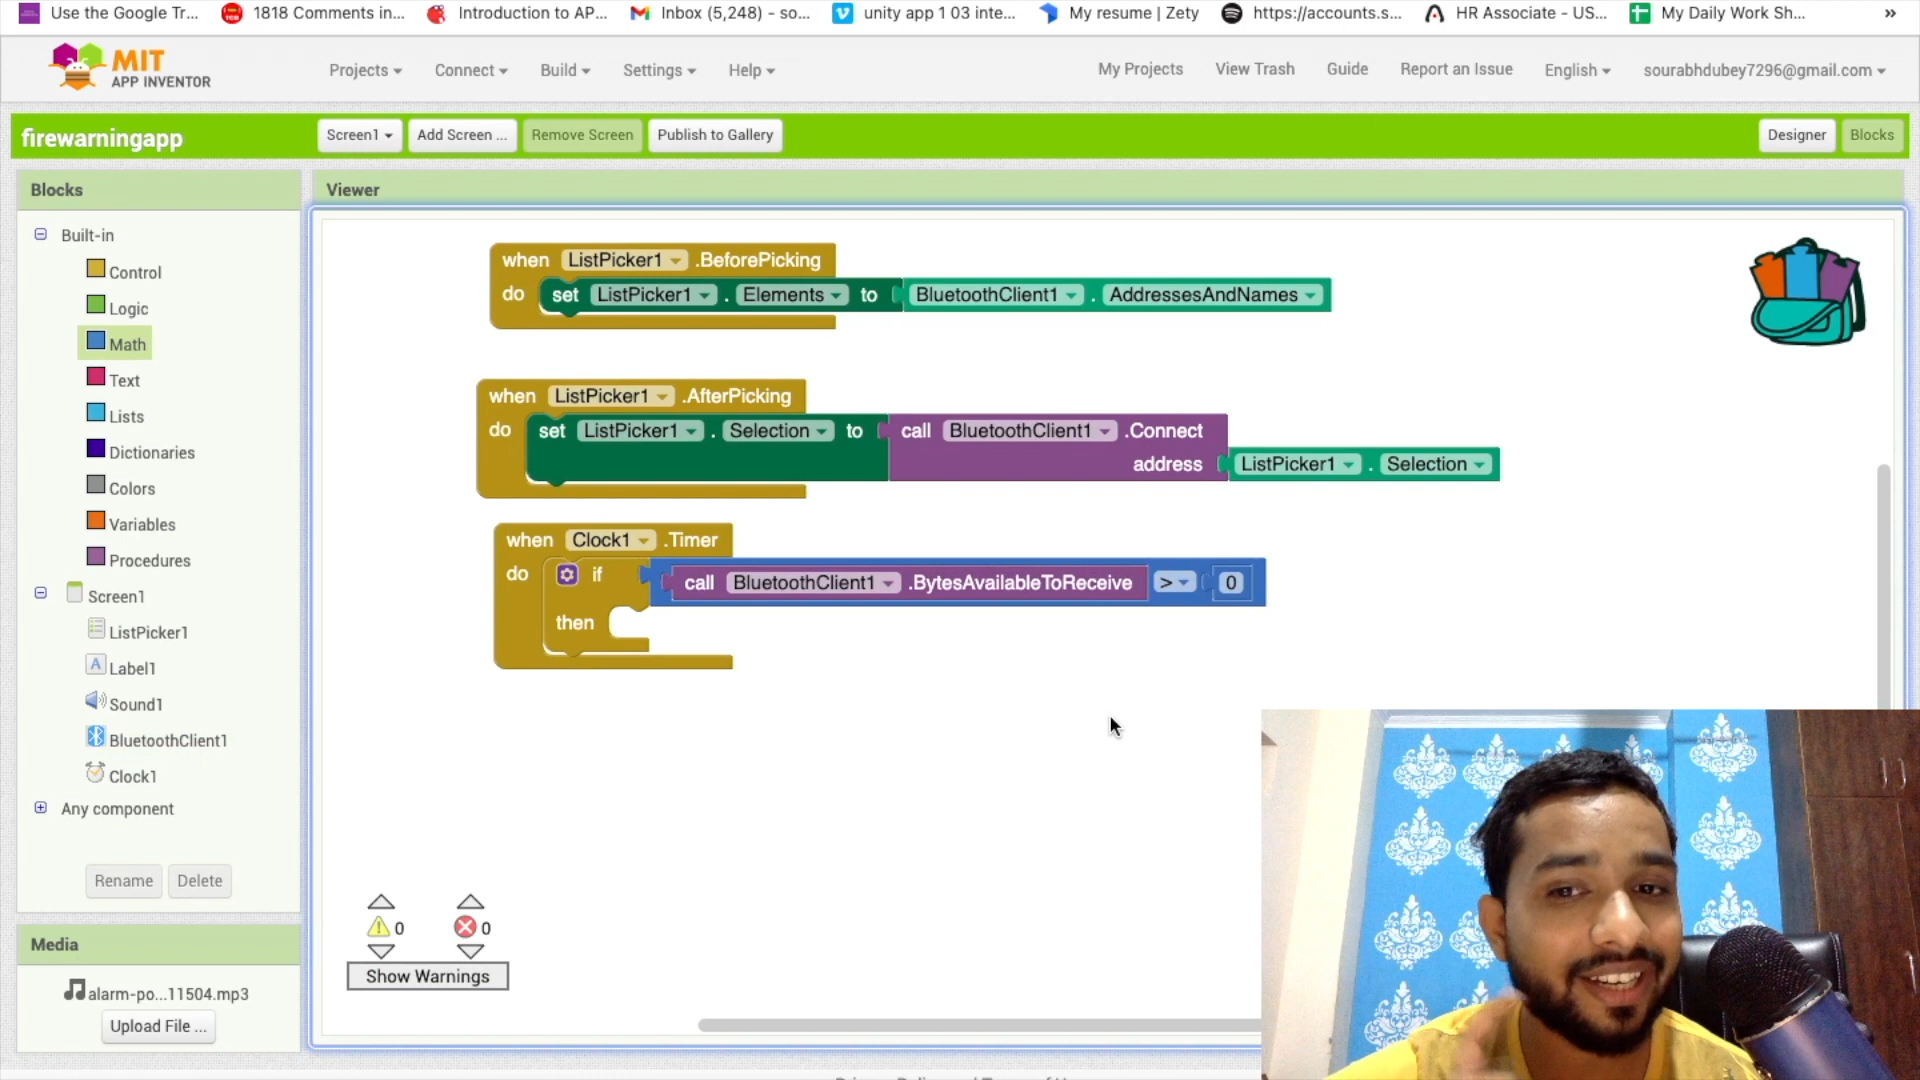 Use the Google Tr...
1818 Comments in...
Introduction to AP...
Inbox (5,248) - so...
unity app 1 03 inte...
My resume | Zety
https://accounts.s...
HR Associate - US...
My Daily Work Sh...
»
MIT
APP INVENTOR
Projects
Connect
Build
Settings
Help
My Projects
View Trash
Guide
Report an Issue
English
sourabhdubey7296@gmail.com
firewarningapp
Screen1
Add Screen ...
Remove Screen
Publish to Gallery
Designer
Blocks
Blocks
Viewer
Built-in
Control
Logic
Math
Text
Lists
Dictionaries
Colors
Variables
Procedures
Screen1
ListPicker1
Label1
Sound1
BluetoothClient1
Clock1
Any component
Rename
Delete
Media
alarm-po...11504.mp3
Upload File ...
when ListPicker1 .BeforePicking
do set ListPicker1 . Elements to BluetoothClient1 . AddressesAndNames
when ListPicker1 .AfterPicking
do set ListPicker1 . Selection to call BluetoothClient1 .Connect
address ListPicker1 . Selection
when Clock1 .Timer
do if call BluetoothClient1 .BytesAvailableToReceive > 0
then
0
0
Show Warnings